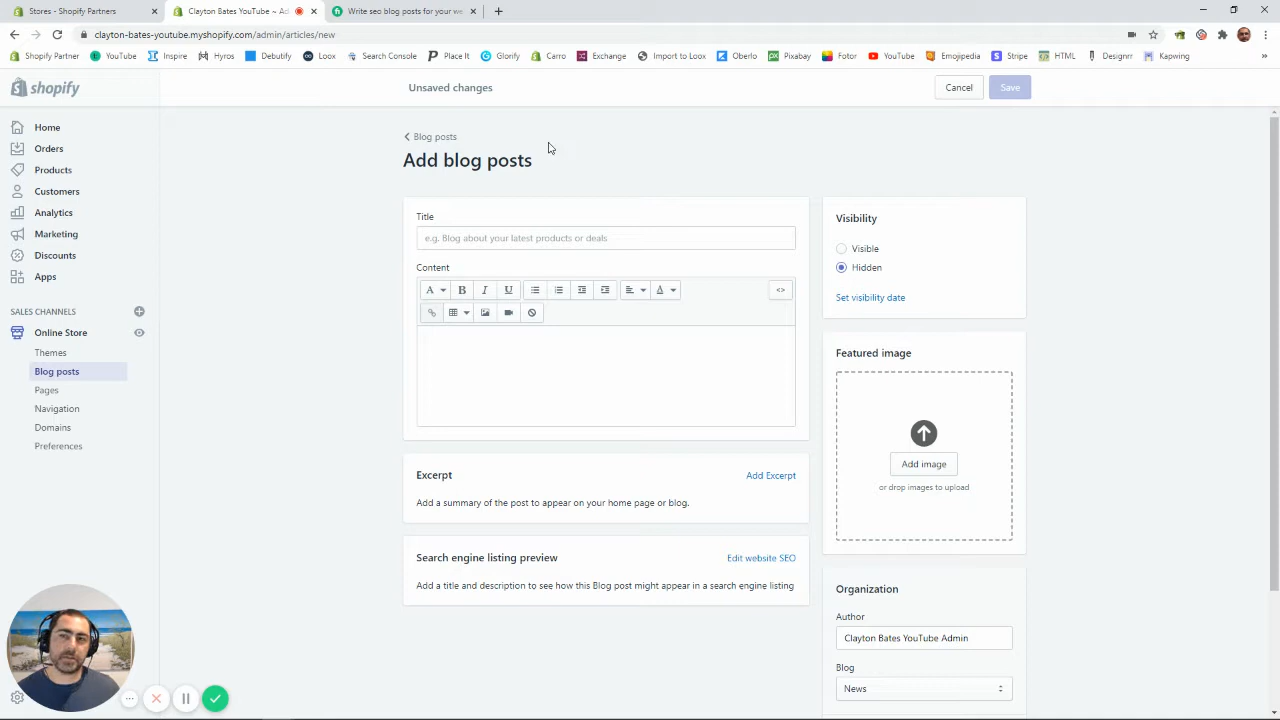 Stores - Shopify Partners
Clayton Bates YouTube ~ Ad
Write seo blog posts for your we
clayton-bates-youtube.myshopify.com/admin/articles/new
Shopify Partner
YouTube
Inspire
Hyros
Debutify
Loox
Search Console
Place It
Glorify
Carro
Exchange
Import to Loox
Oberlo
Pixabay
Fotor
YouTube
Emojipedia
Stripe
HTML
Designrr
Kapwing
shopify
Unsaved changes
Cancel
Save
Home
Orders
Products
Customers
Analytics
Marketing
Discounts
Apps
SALES CHANNELS
Online Store
Themes
Blog posts
Pages
Navigation
Domains
Preferences
Blog posts
Add blog posts
Title
e.g. Blog about your latest products or deals
Content
A B I U A
Excerpt
Add Excerpt
Add a summary of the post to appear on your home page or blog.
Search engine listing preview
Edit website SEO
Add a title and description to see how this Blog post might appear in a search engine listing
Visibility
Visible
Hidden
Set visibility date
Featured image
Add image
or drop images to upload
Organization
Author
Clayton Bates YouTube Admin
Blog
News